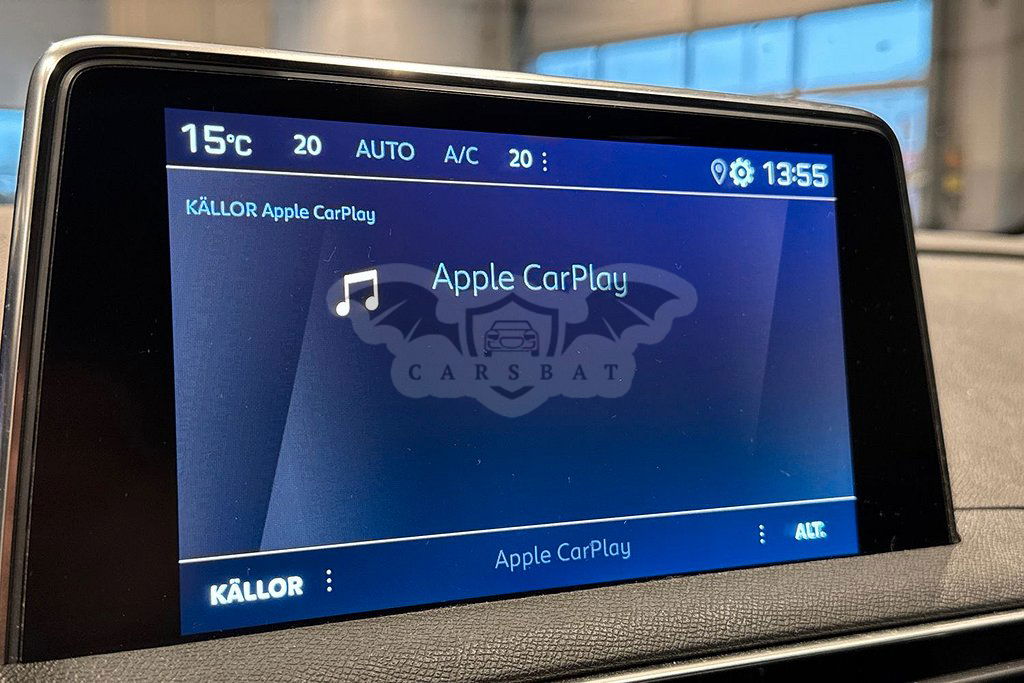 15°C 20 AUTO A/C 20 13:55
KÄLLOR Apple CarPlay
Apple CarPlay
CARSBAT
KÄLLOR Apple CarPlay ALT.